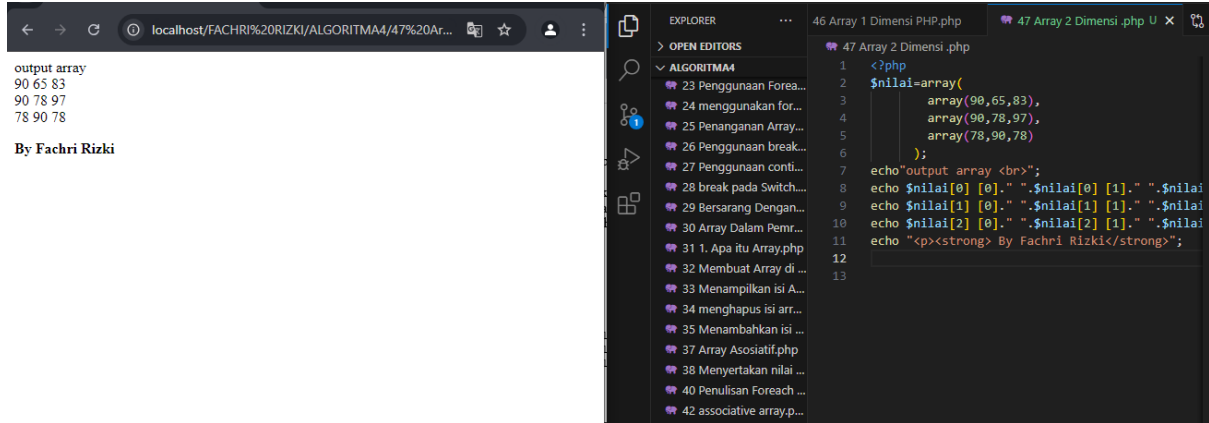 localhost/FACHRI%20RIZKI/ALGORITMA4/47%20Ar...
output array
90 65 83
90 78 97
78 90 78
By Fachri Rizki
EXPLORER ...
OPEN EDITORS
ALGORITMA4
23 Penggunaan Forea...
24 menggunakan for...
25 Penanganan Array...
26 Penggunaan break...
27 Penggunaan conti...
28 break pada Switch....
29 Bersarang Dengan...
30 Array Dalam Pemr...
31 1. Apa itu Array.php
32 Membuat Array di ...
33 Menampilkan isi A...
34 menghapus isi arr...
35 Menambahkan isi ...
37 Array Asosiatif.php
38 Menyertakan nilai ...
40 Penulisan Foreach ...
42 associative array.p...
1
46 Array 1 Dimensi PHP.php
47 Array 2 Dimensi .php U
47 Array 2 Dimensi .php
1 <?php
2 $nilai=array(
3 array(90,65,83),
4 array(90,78,97),
5 array(78,90,78)
6 );
7 echo"output array <br>";
8 echo $nilai[0] [0]." ".$nilai[0] [1]." ".$nilai
9 echo $nilai[1] [0]." ".$nilai[1] [1]." ".$nilai
10 echo $nilai[2] [0]." ".$nilai[2] [1]." ".$nilai
11 echo "<p><strong> By Fachri Rizki</strong>";
12
13